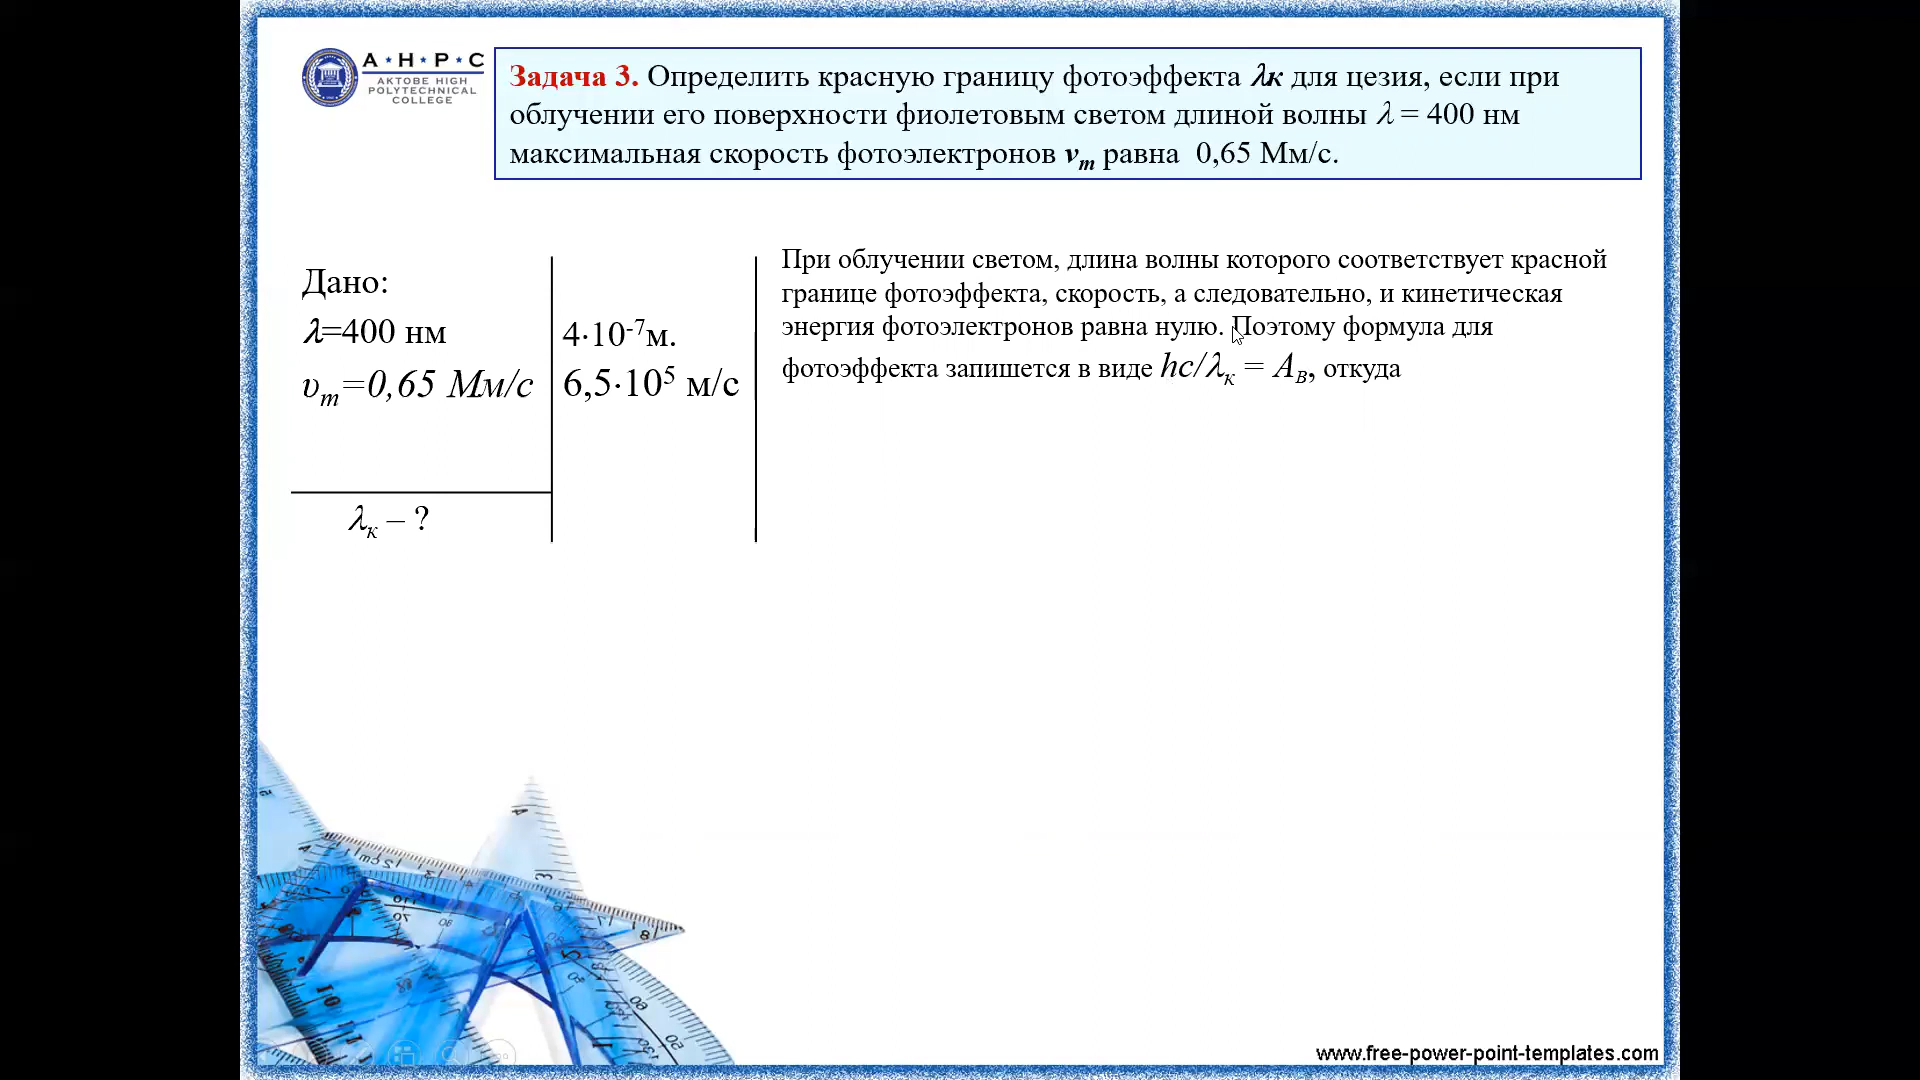 A·H·P·C
AKTOBE HIGH
POLYTECHNICAL
COLLEGE
Задача 3. Определить красную границу фотоэффекта λк для цезия, если при
облучении его поверхности фиолетовым светом длиной волны λ = 400 нм
максимальная скорость фотоэлектронов vₘ равна 0,65 Мм/с.
Дано:
λ=400 нм
υₘ=0,65 Мм/с
λк – ?
4·10⁻⁷м.
6,5·10⁵ м/с
При облучении светом, длина волны которого соответствует красной
границе фотоэффекта, скорость, а следовательно, и кинетическая
энергия фотоэлектронов равна нулю. Поэтому формула для
фотоэффекта запишется в виде hc/λк = Aв, откуда
www.free-power-point-templates.com